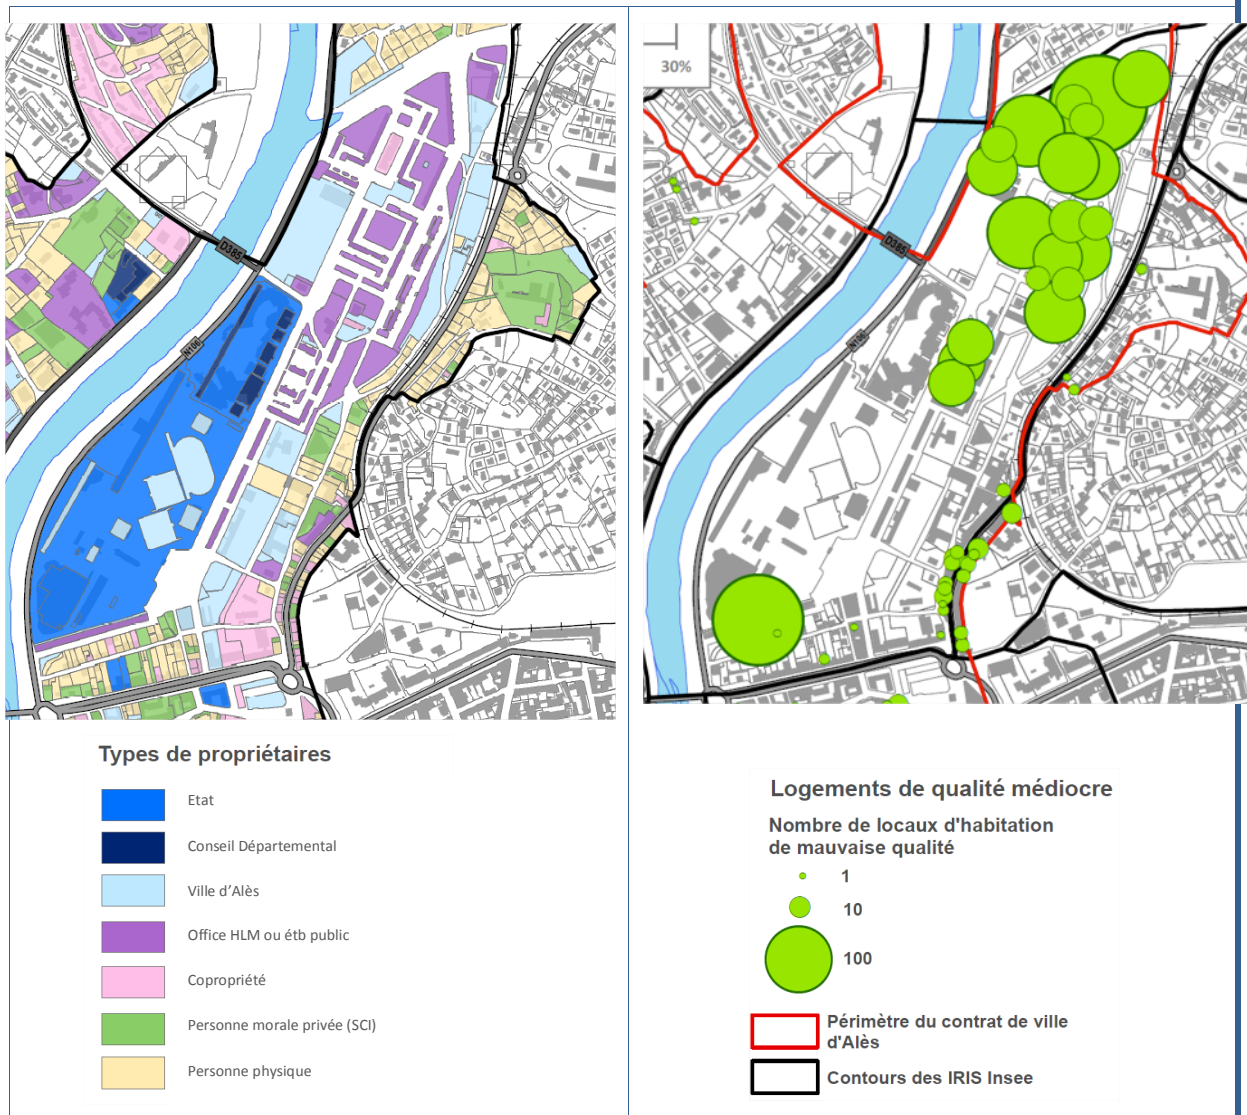 D385
N106
Types de propriétaires
Etat
Conseil Départemental
Ville d'Alès
Office HLM ou étb public
Copropriété
Personne morale privée (SCI)
Personne physique
30%
D385
N106
Logements de qualité médiocre
Nombre de locaux d'habitation
de mauvaise qualité
1
10
100
Périmètre du contrat de ville
d'Alès
Contours des IRIS Insee